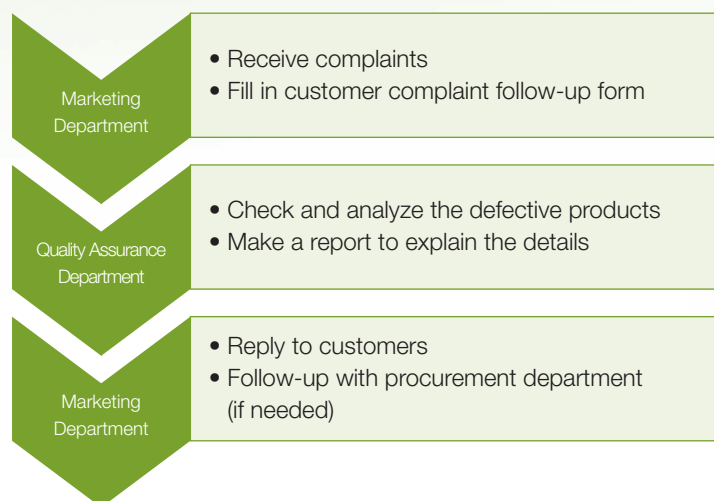 Marketing
Department
• Receive complaints
• Fill in customer complaint follow-up form
Quality Assurance
Department
• Check and analyze the defective products
• Make a report to explain the details
Marketing
Department
• Reply to customers
• Follow-up with procurement department
(if needed)